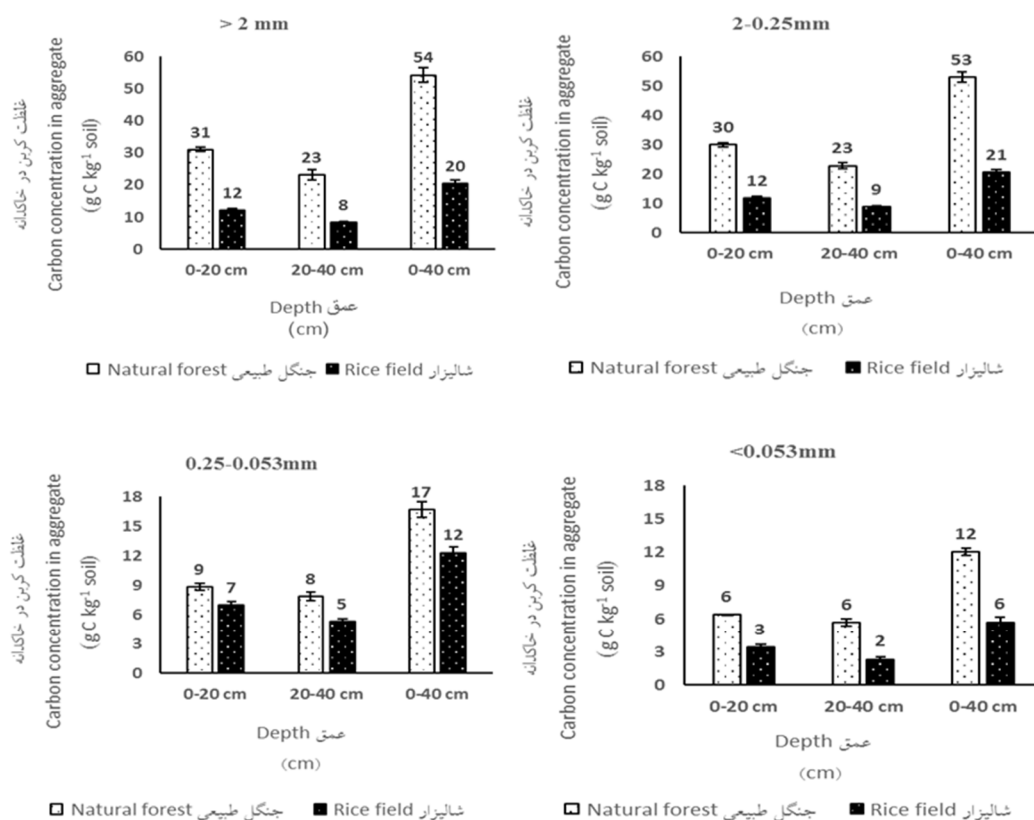 > 2 mm
غلظت کربن در خاکدانه
Carbon concentration in aggregate
(g C kg-1 soil)
60
50
40
30
20
10
0
31
12
23
8
54
20
0-20 cm
20-40 cm
0-40 cm
Depth عمق
(cm)
Natural forest جنگل طبیعی
Rice field شالیزار
2-0.25mm
غلظت کربن در خاکدانه
Carbon concentration in aggregate
(g C kg-1 soil)
60
50
40
30
20
10
0
30
12
23
9
53
21
0-20 cm
20-40 cm
0-40 cm
Depth عمق
(cm)
Natural forest جنگل طبیعی
Rice field شالیزار
0.25-0.053mm
غلظت کربن در خاکدانه
Carbon concentration in aggregate
(g C kg-1 soil)
18
15
12
9
6
3
0
9
7
8
5
17
12
0-20 cm
20-40 cm
0-40 cm
Depth عمق
(cm)
Natural forest جنگل طبیعی
Rice field شالیزار
<0.053mm
غلظت کربن در خاکدانه
Carbon concentration in aggregate
(g C kg-1 soil)
18
15
12
9
6
3
0
6
3
6
2
12
6
0-20 cm
20-40 cm
0-40 cm
Depth عمق
(cm)
Natural forest جنگل طبیعی
Rice field شالیزار